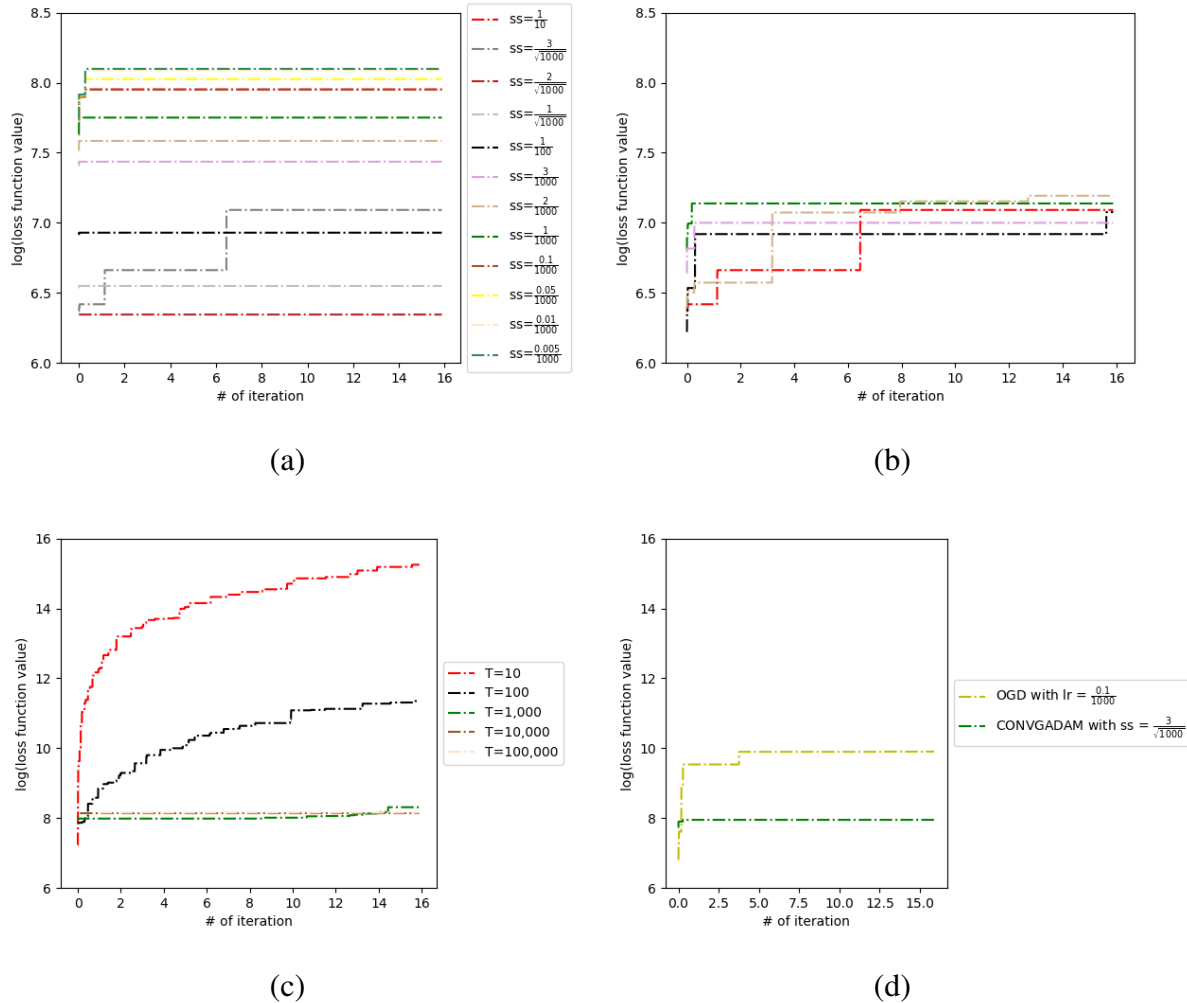 8.5
8.0
7.5
7.0
6.5
6.0
log(loss function value)
0 2 4 6 8 10 12 14 16
# of iteration
ss=1/10
ss=3/√1000
ss=2/√1000
ss=1/√1000
ss=1/100
ss=3/1000
ss=2/1000
ss=1/1000
ss=0.1/1000
ss=0.05/1000
ss=0.01/1000
ss=0.005/1000
(a)
8.5
8.0
7.5
7.0
6.5
6.0
log(loss function value)
0 2 4 6 8 10 12 14 16
# of iteration
(b)
16
14
12
10
8
6
log(loss function value)
0 2 4 6 8 10 12 14 16
# of iteration
T=10
T=100
T=1,000
T=10,000
T=100,000
(c)
16
14
12
10
8
6
log(loss function value)
0.0 2.5 5.0 7.5 10.0 12.5 15.0
# of iteration
OGD with lr = 0.1/1000
CONVGADAM with ss = 3/√1000
(d)